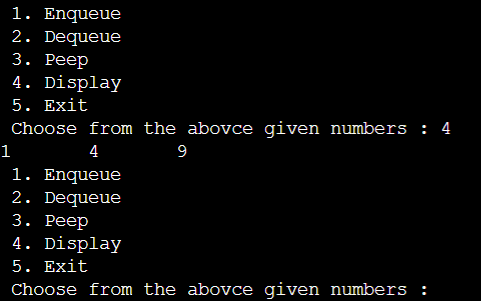 1. Enqueue
2. Dequeue
3. Peep
4. Display
5. Exit
Choose from the abovce given numbers : 4
1 4 9
1. Enqueue
2. Dequeue
3. Peep
4. Display
5. Exit
Choose from the abovce given numbers :